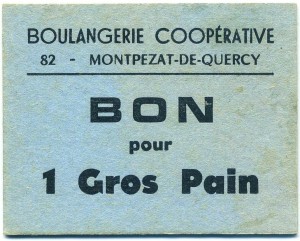 BOULANGERIE COOPÉRATIVE
82 - MONTPEZAT-DE-QUERCY
BON
pour
1 Gros Pain